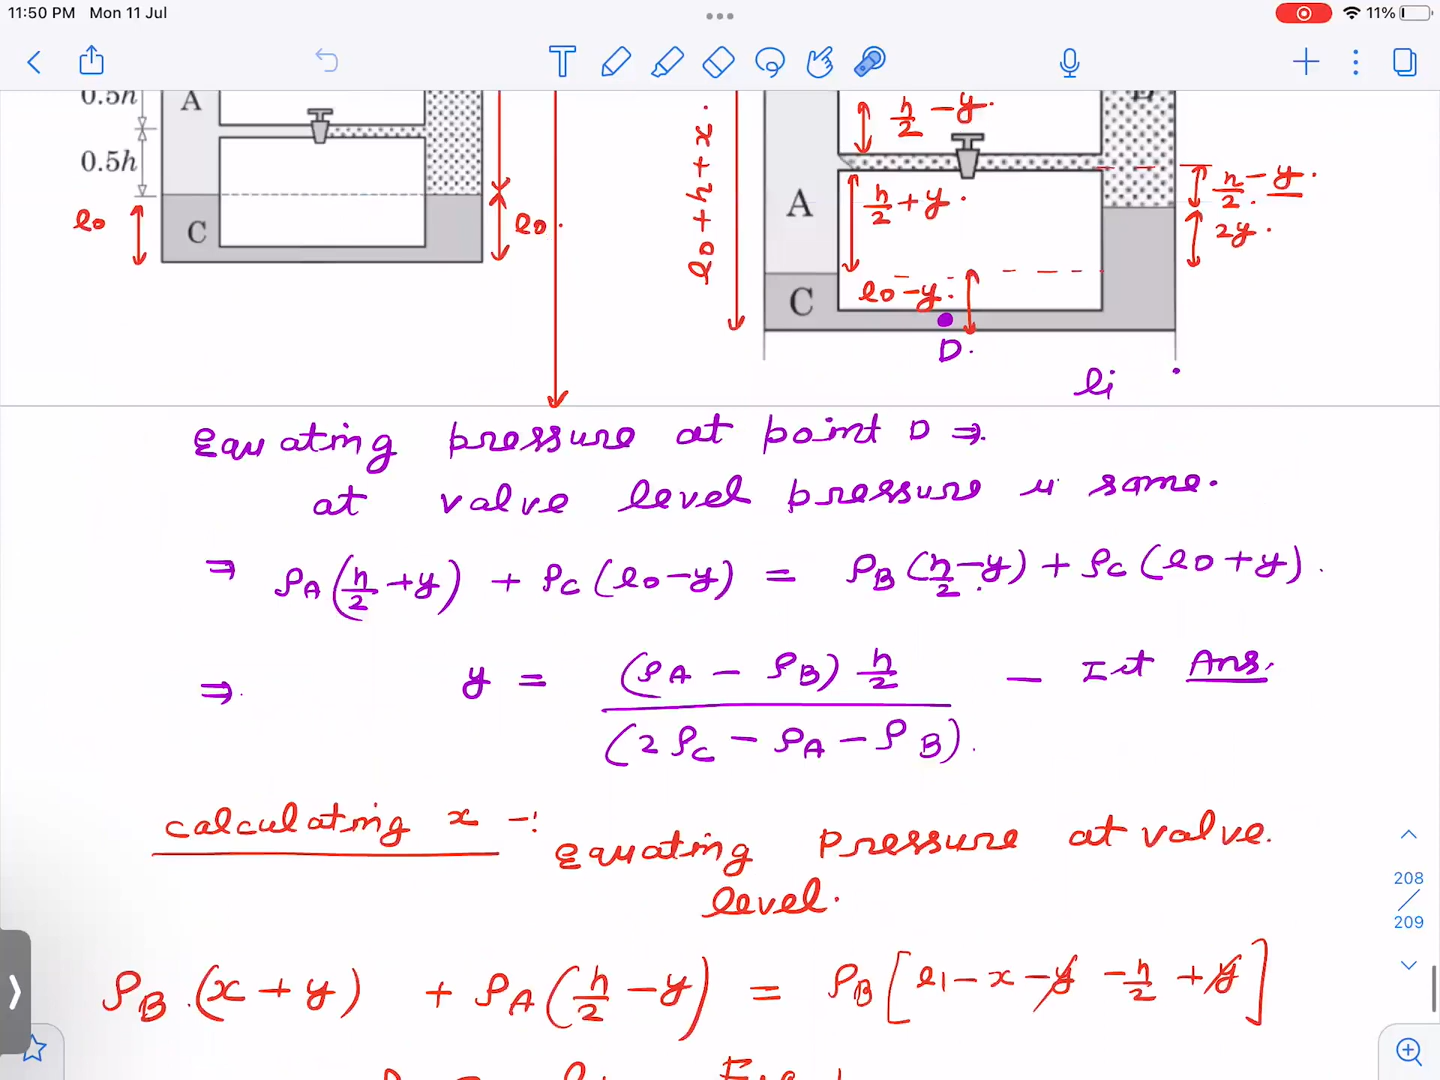 11:50 PM Mon 11 Jul
11%
0.5h
A
0.5h
l0
C
l0.
l0+h+x.
h/2 -y.
B
A
h/2 +y.
h/2 -y.
2y.
C
l0-y.
D.
li
Equating pressure at point D ⇒.
at valve level pressure is same.
⇒ ρA(h/2 +y) + ρC(l0-y) = ρB(h/2 -y) + ρC(l0+y).
⇒ y = (ρA - ρB) h/2 / (2ρC - ρA - ρB). — Ist Ans.
calculating x -:
Equating Pressure at valve
level.
ρB.(x+y) + ρA(h/2 -y) = ρB[l1-x-y -h/2 +y]
208
209